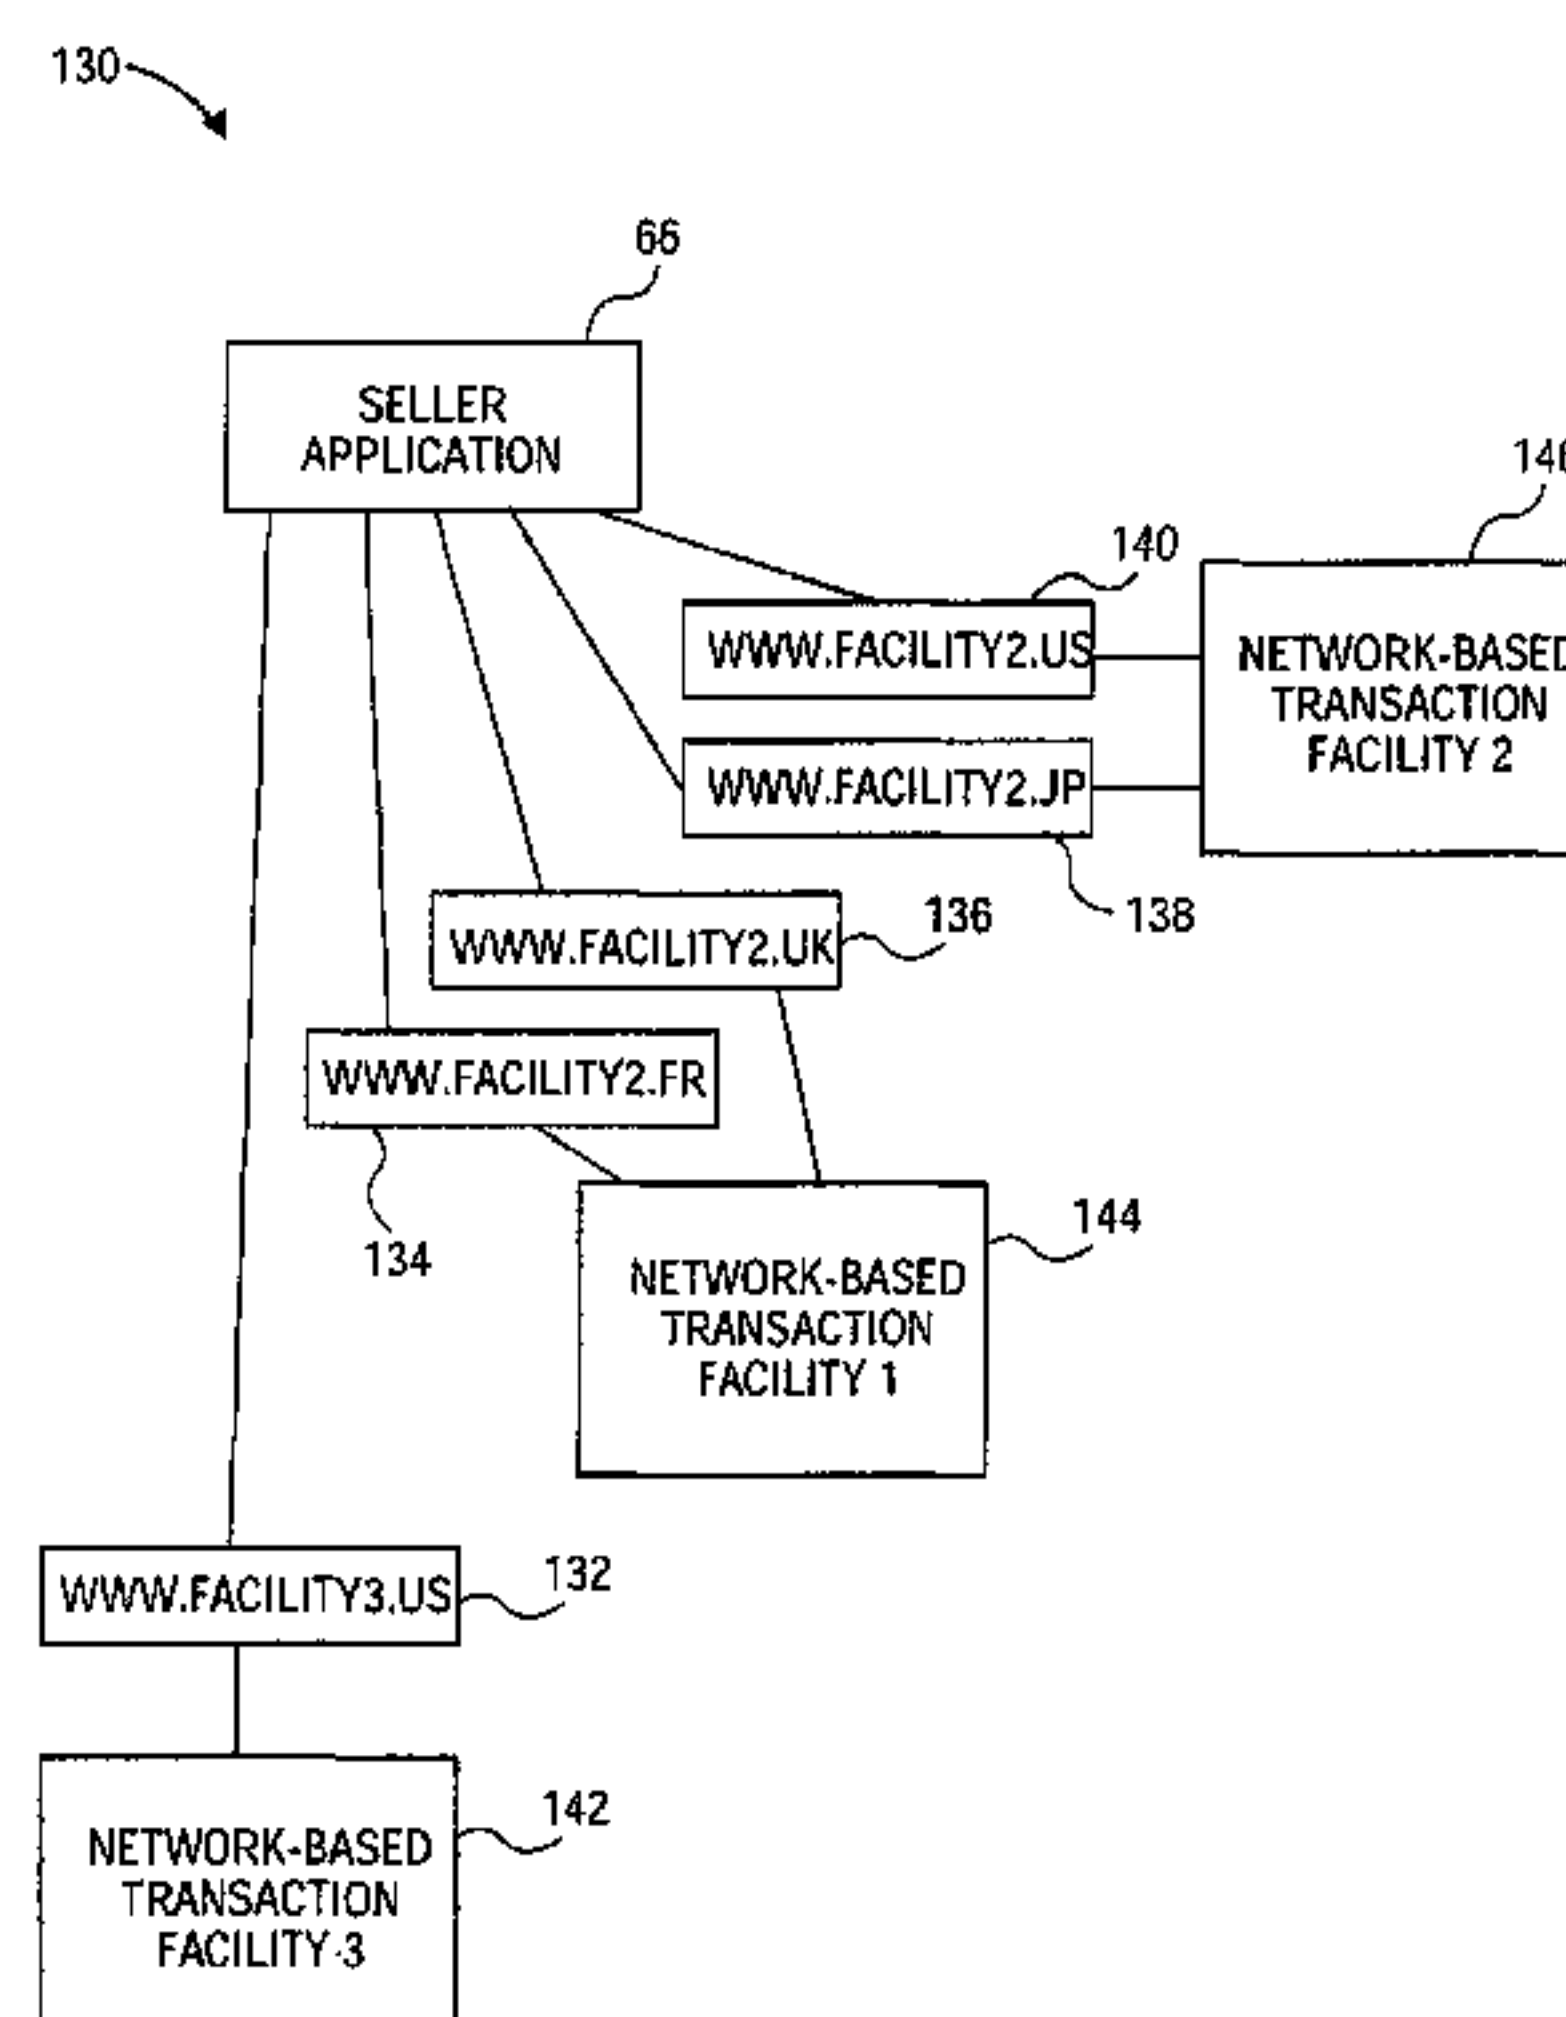 130
66
SELLER
APPLICATION
146
140
WWW.FACILITY2.US
NETWORK-BASED
TRANSACTION
FACILITY 2
WWW.FACILITY2.JP
138
136
WWW.FACILITY2.UK
WWW.FACILITY2.FR
134
144
NETWORK-BASED
TRANSACTION
FACILITY 1
WWW.FACILITY3.US
132
142
NETWORK-BASED
TRANSACTION
FACILITY-3